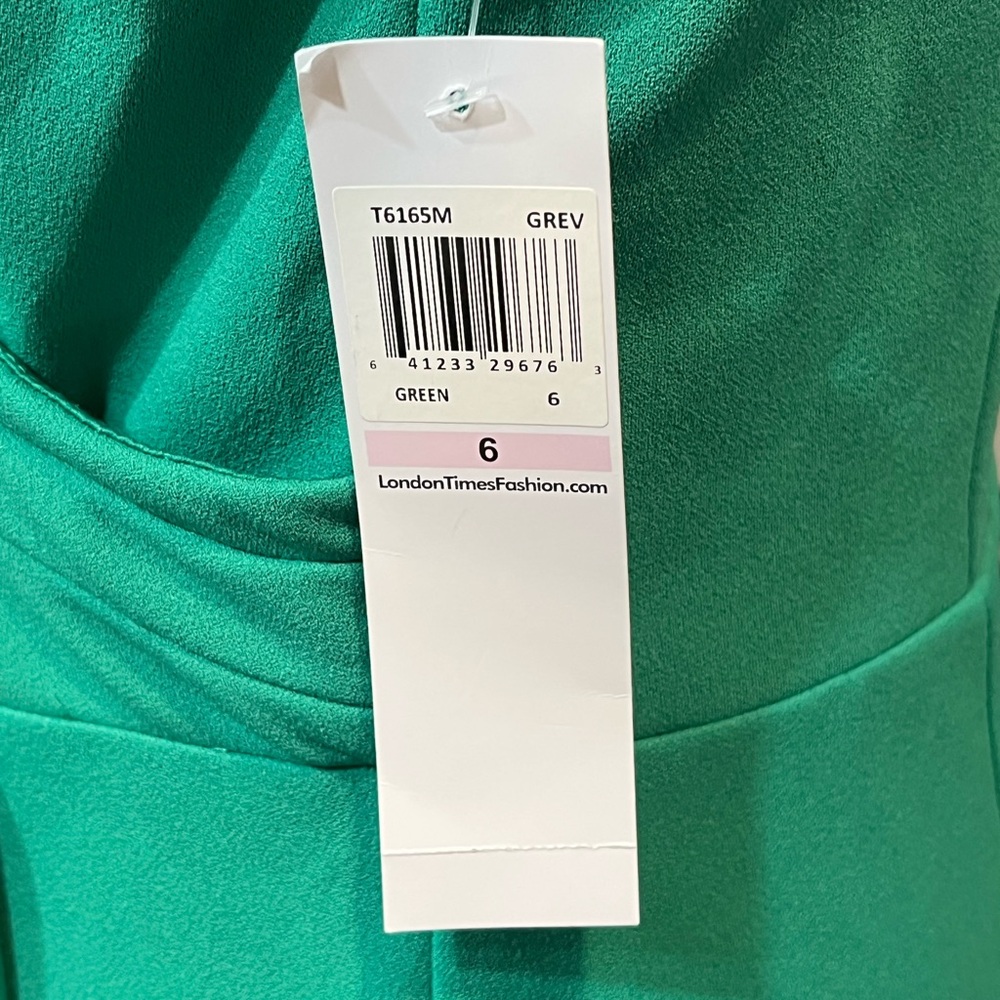 T6165M GREV
6 41233 29676 3
GREEN 6
6
LondonTimesFashion.com